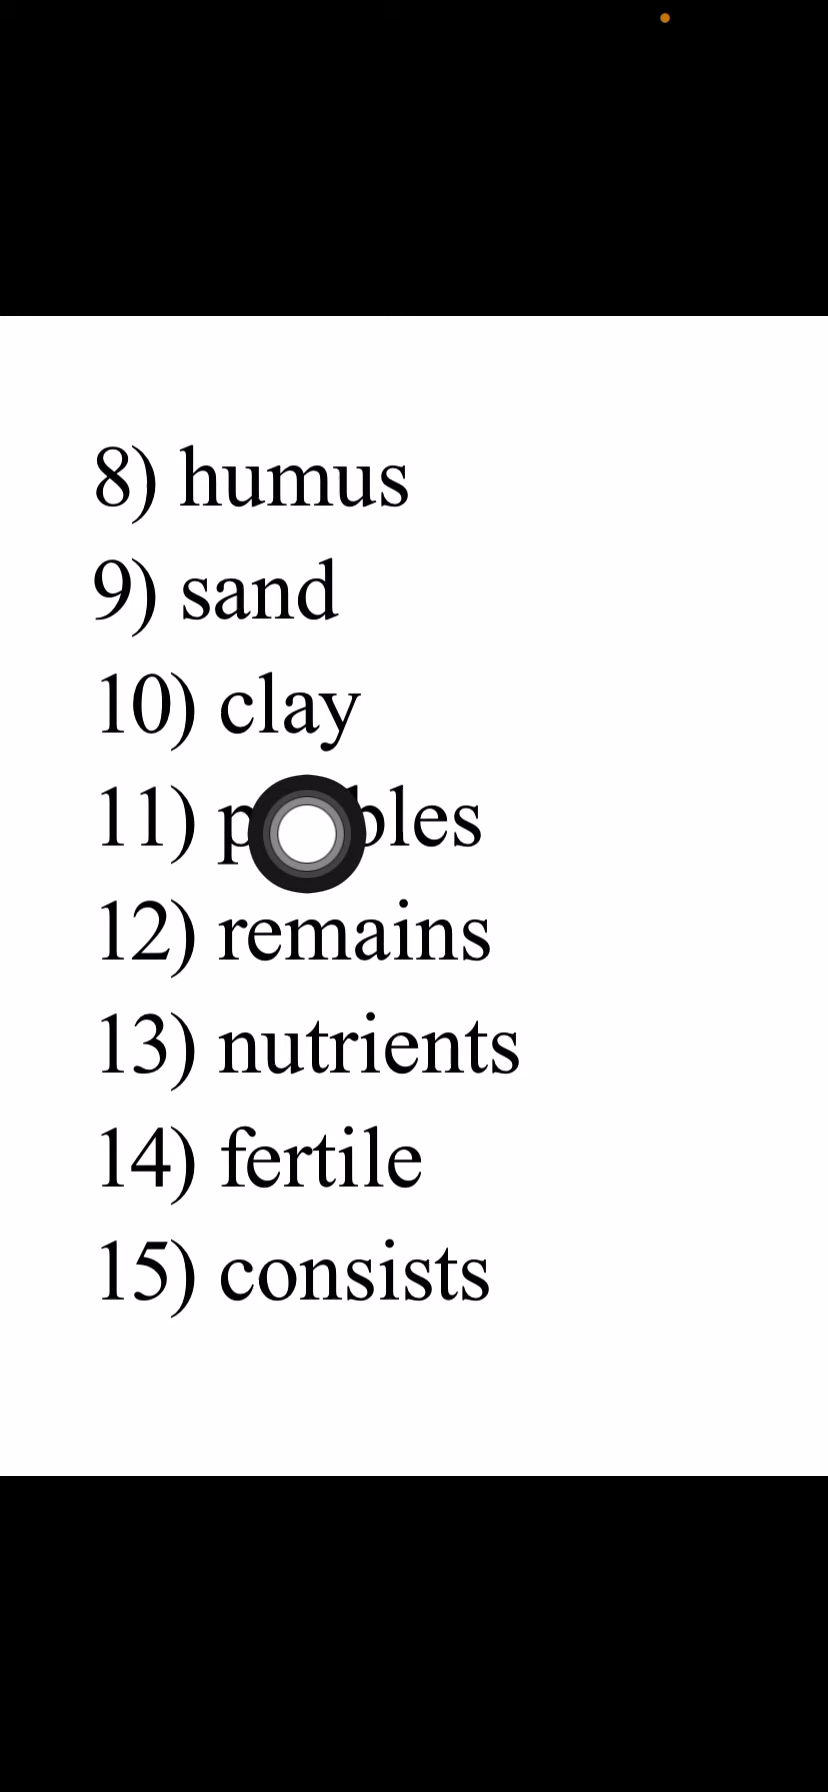 8) humus
9) sand
10) clay
11)
12) remains
13) nutrients
14) fertile
15) consists